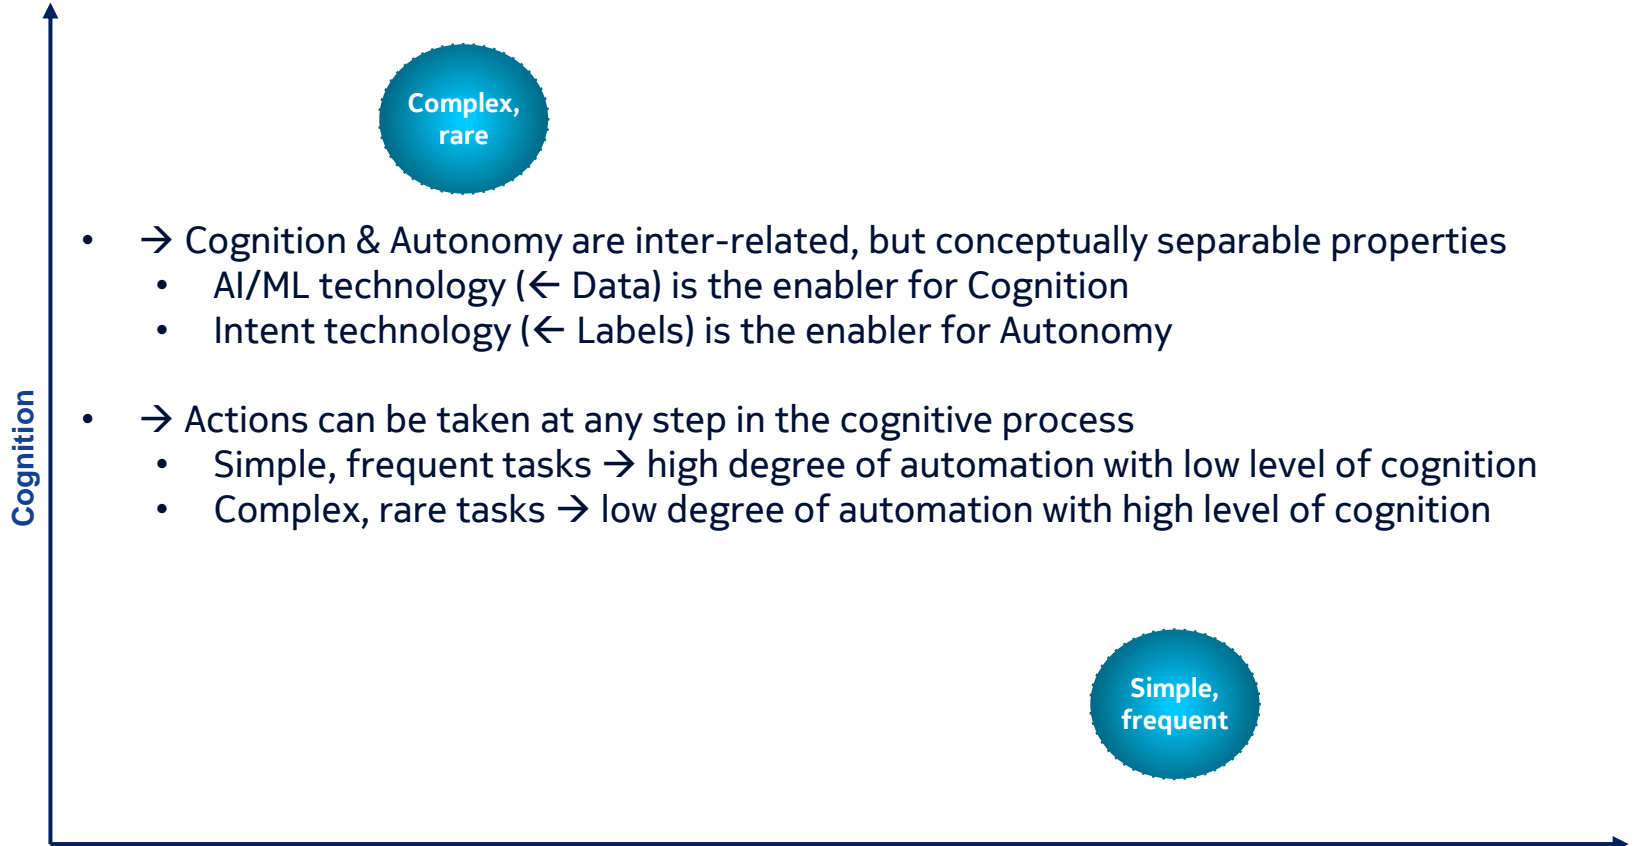 Complex,
rare
• → Cognition & Autonomy are inter-related, but conceptually separable properties
• AI/ML technology (← Data) is the enabler for Cognition
• Intent technology (← Labels) is the enabler for Autonomy
• → Actions can be taken at any step in the cognitive process
• Simple, frequent tasks → high degree of automation with low level of cognition
• Complex, rare tasks → low degree of automation with high level of cognition
Cognition
Simple,
frequent